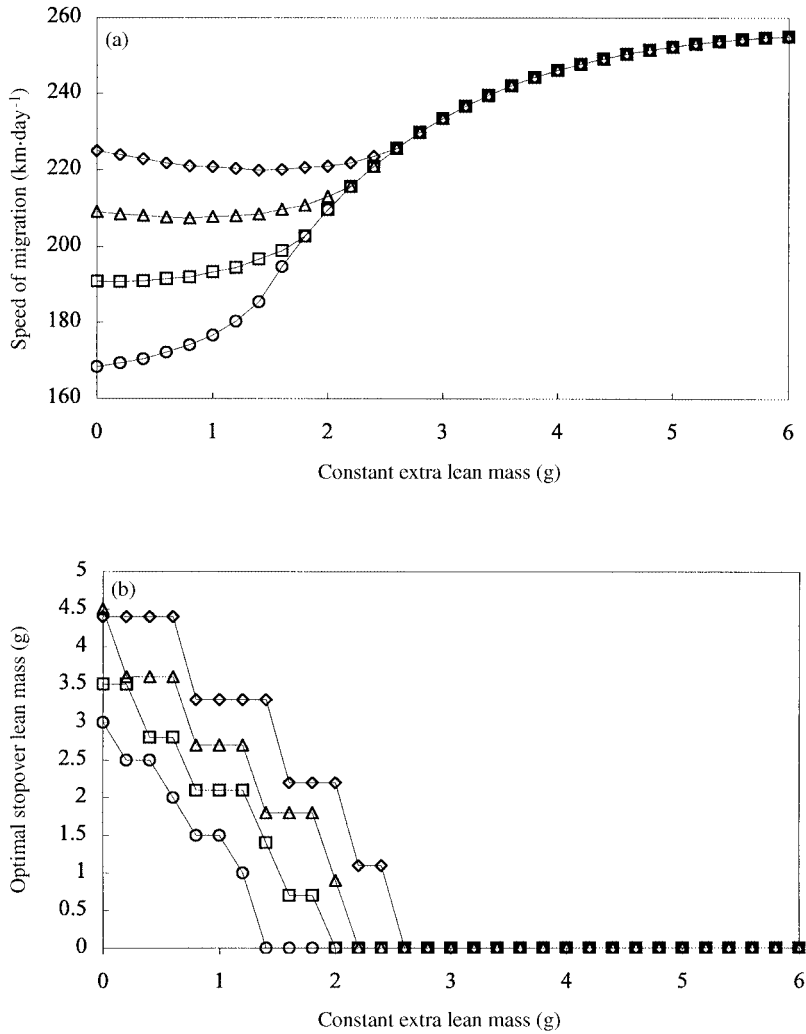 (a)
Speed of migration (km·day⁻¹)
260
240
220
200
180
160
0 1 2 3 4 5 6
Constant extra lean mass (g)
(b)
Optimal stopover lean mass (g)
5
4.5
4
3.5
3
2.5
2
1.5
1
0.5
0
0 1 2 3 4 5 6
Constant extra lean mass (g)